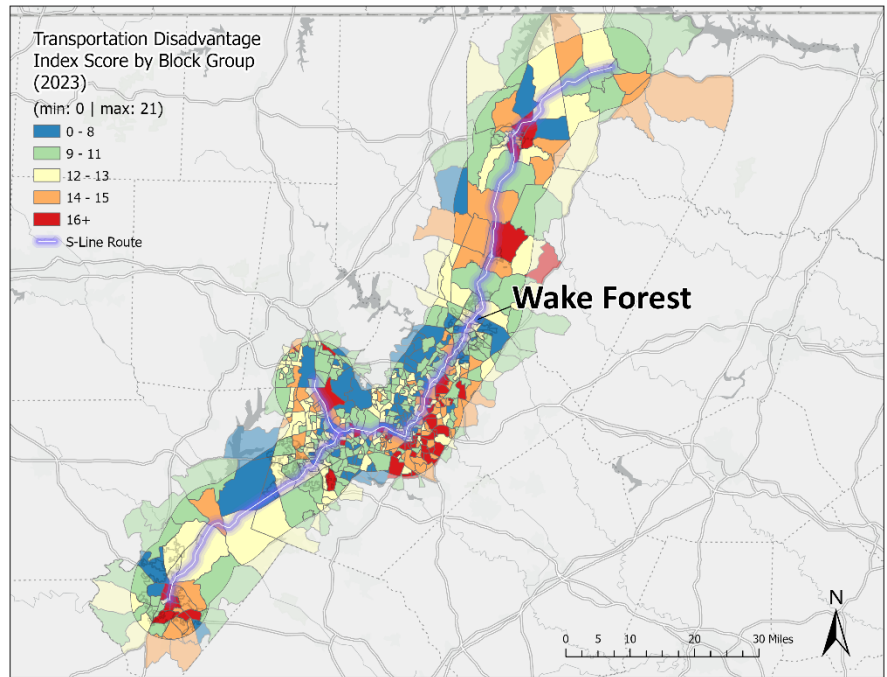 Transportation Disadvantage
Index Score by Block Group
(2023)
(min: 0 | max: 21)
0 - 8
9 - 11
12 - 13
14 - 15
16+
S-Line Route
Wake Forest
N
0 5 10 20 30 Miles